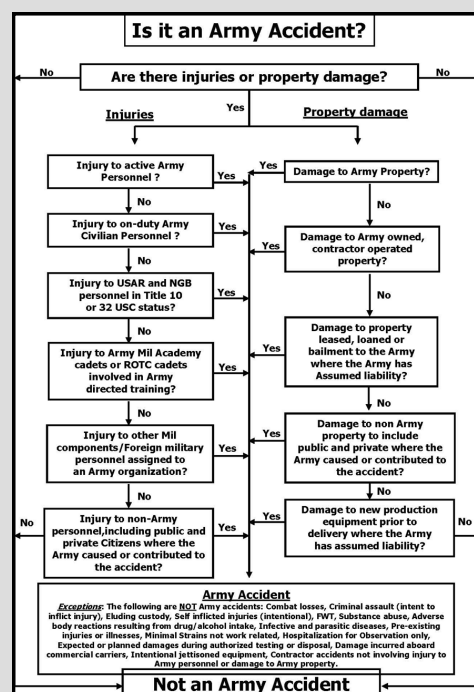 Is it an Army Accident?
No
Are there injuries or property damage?
No
Yes
Injuries
Property damage
Injury to active Army
Personnel ?
Yes
Yes
Damage to Army Property?
No
No
Injury to on-duty Army
Civilian Personnel ?
Yes
Yes
Damage to Army owned,
contractor operated
property?
No
No
Injury to USAR and NGB
personnel in Title 10
or 32 USC status?
Yes
Damage to property
leased, loaned or
bailment to the Army
where the Army has
Assumed liability?
Yes
No
Injury to Army Mil Academy
cadets or ROTC cadets
involved in Army
directed training?
Yes
No
No
Injury to other Mil
components/Foreign military
personnel assigned to
an Army organization?
Yes
Yes
Damage to non Army
property to include
public and private where the
Army caused or contributed to
the accident?
No
No
No
Injury to non-Army
personnel,including public and
private Citizens where the
Army caused or contributed to
the accident?
Yes
Yes
Damage to new production
equipment prior to
delivery where the Army
has assumed liability?
No
Army Accident
Exceptions: The following are NOT Army accidents: Combat losses, Criminal assault (intent to
inflict injury), Eluding custody, Self inflicted injuries (intentional), FWT, Substance abuse, Adverse
body reactions resulting from drug/alcohol intake, Infective and parasitic diseases, Pre-existing
injuries or illnesses, Minimal Strains not work related, Hospitalization for Observation only,
Expected or planned damages during authorized testing or disposal, Damage incurred aboard
commercial carriers, Intentional jettisoned equipment, Contractor accidents not involving injury to
Army personnel or damage to Army property.
Not an Army Accident